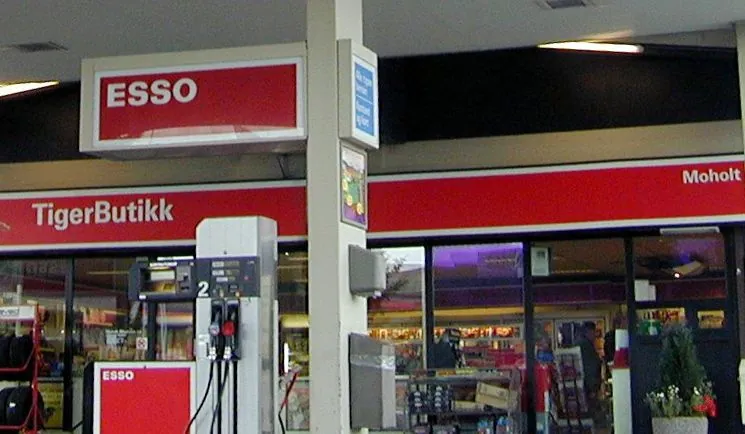 ESSO
TigerButikk
Moholt
2
ESSO